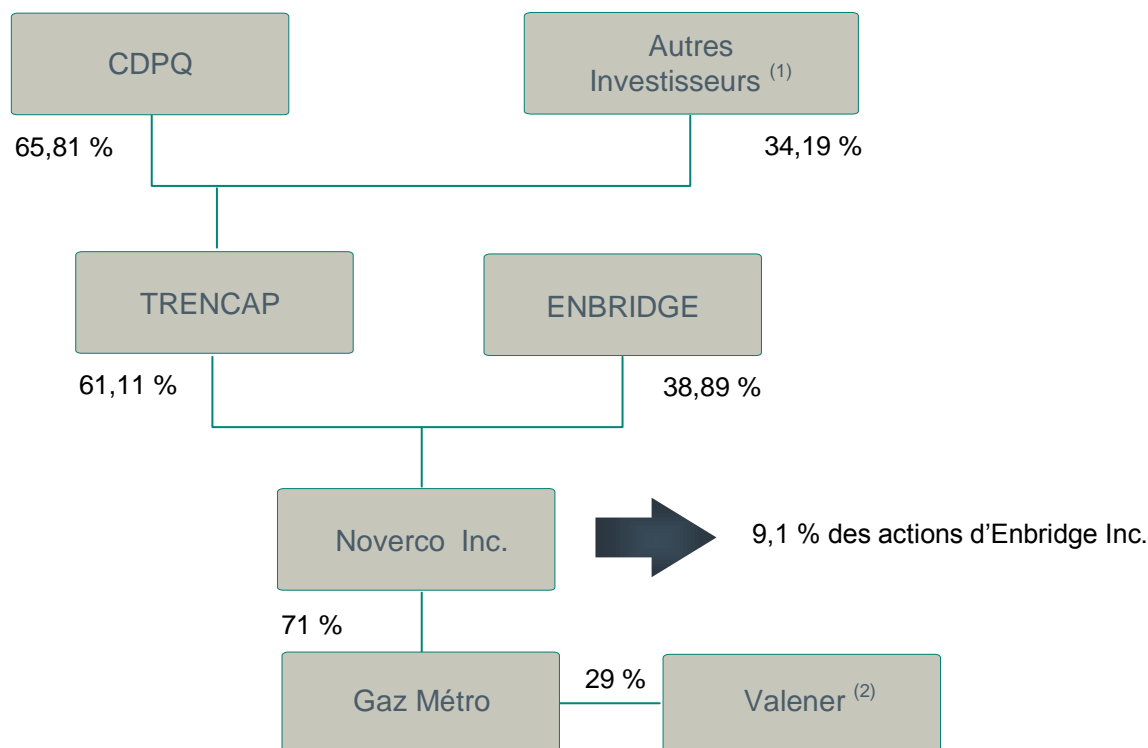 CDPQ
Autres
Investisseurs (1)
65,81 %
34,19 %
TRENCAP
ENBRIDGE
61,11 %
38,89 %
Noverco Inc.
9,1 % des actions d’Enbridge Inc.
71 %
Gaz Métro
29 %
Valener (2)